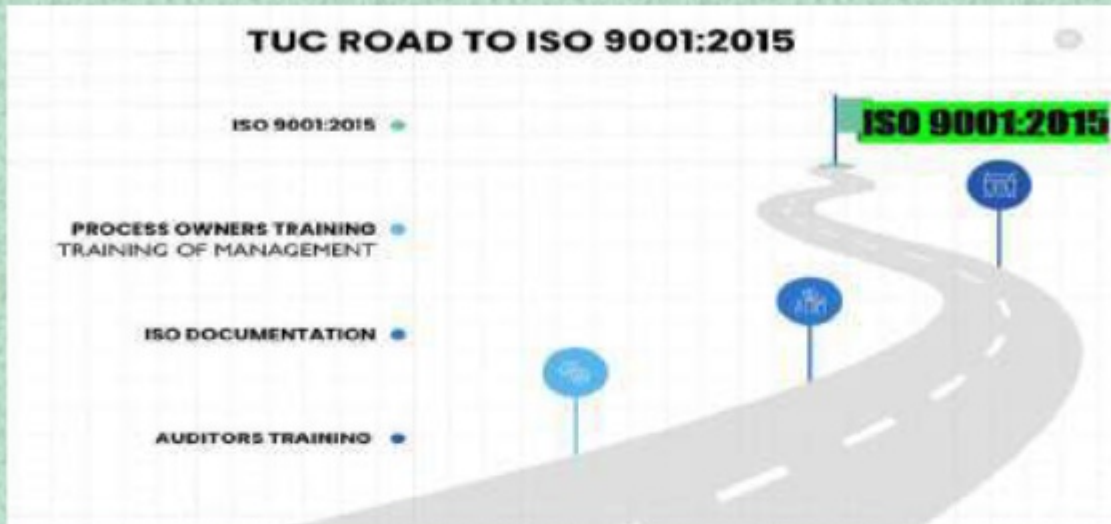 TUC ROAD TO ISO 9001:2015
ISO 9001:2015
ISO 9001:2015
PROCESS OWNERS TRAINING
TRAINING OF MANAGEMENT
ISO DOCUMENTATION
AUDITORS TRAINING